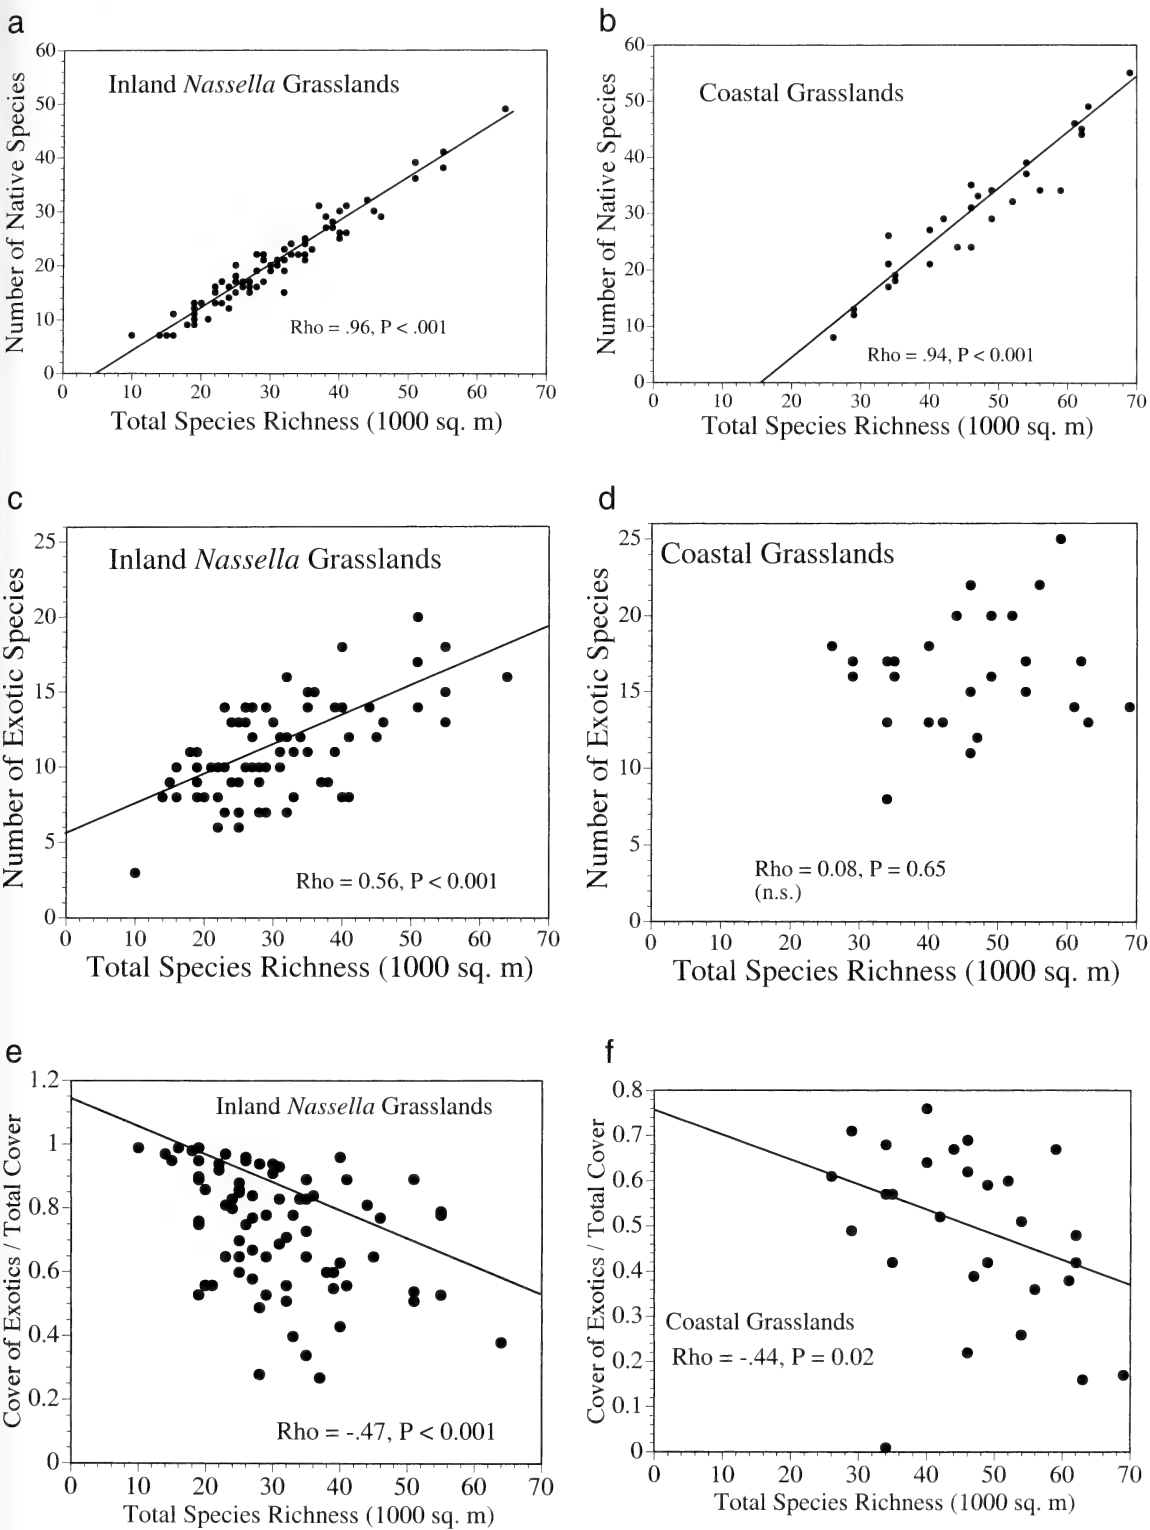 a
60
50
40
30
20
10
0
Number of Native Species
Inland Nassella Grasslands
Rho = .96, P < .001
0 10 20 30 40 50 60 70
Total Species Richness (1000 sq. m)
b
60
50
40
30
20
10
0
Number of Native Species
Coastal Grasslands
Rho = .94, P < 0.001
0 10 20 30 40 50 60 70
Total Species Richness (1000 sq. m)
c
25
20
15
10
5
0
Number of Exotic Species
Inland Nassella Grasslands
Rho = 0.56, P < 0.001
0 10 20 30 40 50 60 70
Total Species Richness (1000 sq. m)
d
25
20
15
10
5
0
Number of Exotic Species
Coastal Grasslands
Rho = 0.08, P = 0.65
(n.s.)
0 10 20 30 40 50 60 70
Total Species Richness (1000 sq. m)
e
1.2
1
0.8
0.6
0.4
0.2
0
Cover of Exotics / Total Cover
Inland Nassella Grasslands
Rho = -.47, P < 0.001
0 10 20 30 40 50 60 70
Total Species Richness (1000 sq. m)
f
0.8
0.7
0.6
0.5
0.4
0.3
0.2
0.1
0
Cover of Exotics / Total Cover
Coastal Grasslands
Rho = -.44, P = 0.02
0 10 20 30 40 50 60 70
Total Species Richness (1000 sq. m)